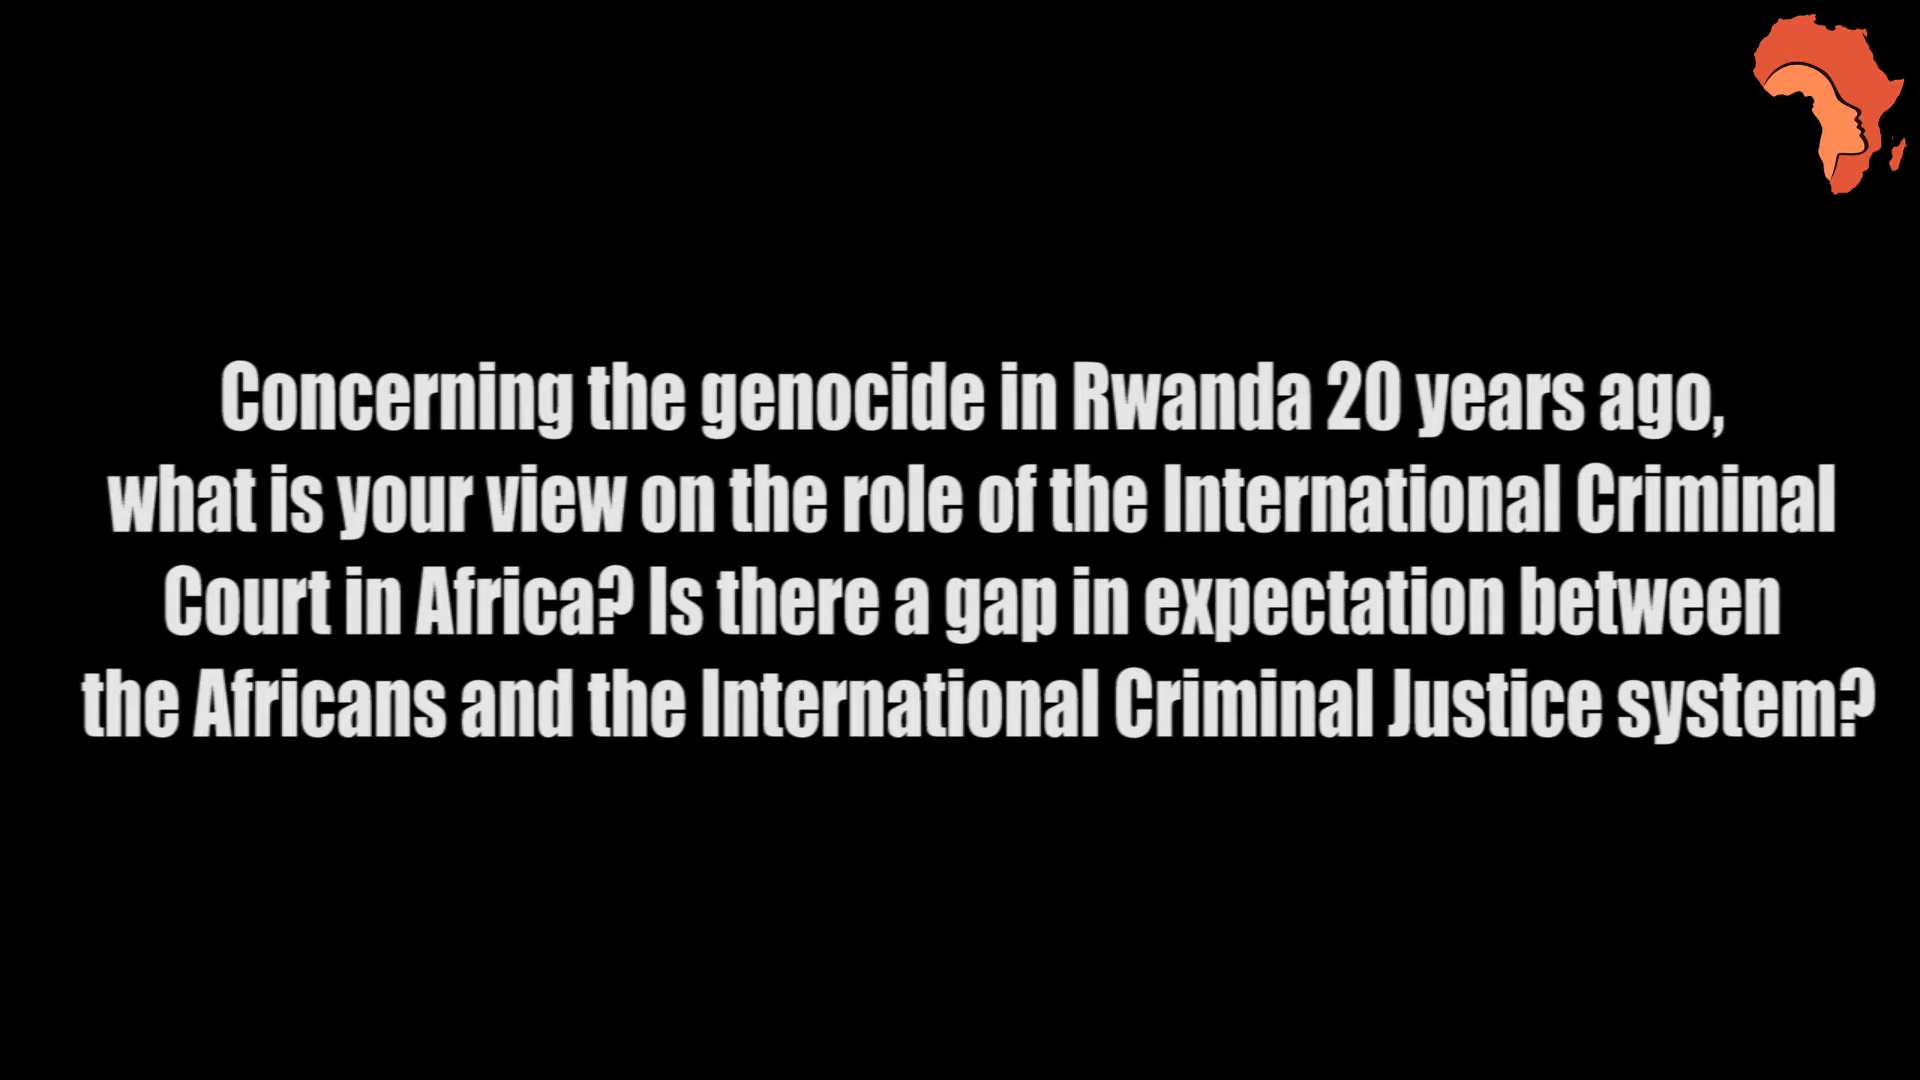 Concerning the genocide in Rwanda 20 years ago,
what is your view on the role of the International Criminal
Court in Africa? Is there a gap in expectation between
the Africans and the International Criminal Justice system?